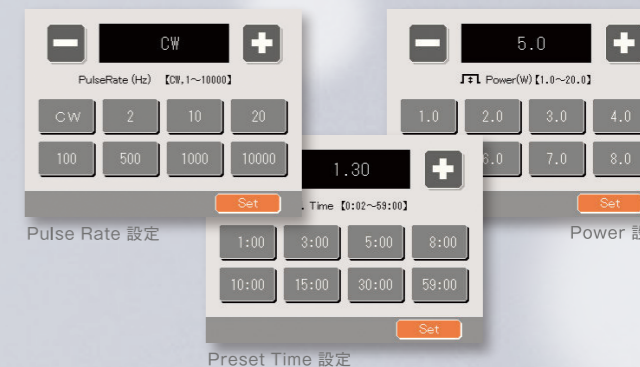 CW
PulseRate (Hz) 【CW,1～10000】
CW 2 10 20
100 500 1000 10000
Set
Pulse Rate 設定
5.0
Power(W)【1.0～20.0】
1.0 2.0 3.0 4.0
6.0 7.0 8.0
Set
Power
1.30
. Time 【0:02～59:00】
1:00 3:00 5:00 8:00
10:00 15:00 30:00 59:00
Set
Preset Time 設定